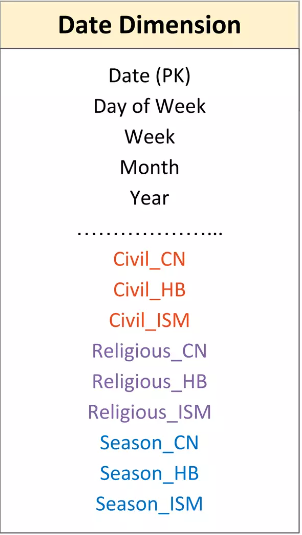 Date Dimension
Date (PK)
Day of Week
Week
Month
Year
…………………...
Civil_CN
Civil_HB
Civil_ISM
Religious_CN
Religious_HB
Religious_ISM
Season_CN
Season_HB
Season_ISM